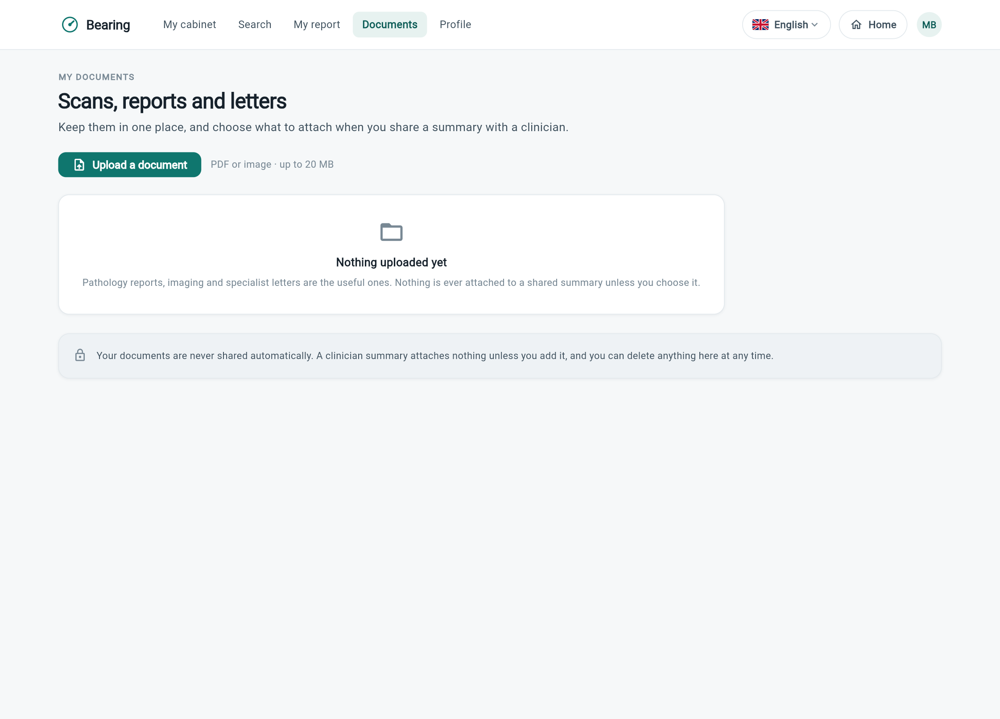 Bearing
My cabinet
Search
My report
Documents
Profile
English
Home
MB
MY DOCUMENTS
Scans, reports and letters
Keep them in one place, and choose what to attach when you share a summary with a clinician.
Upload a document
PDF or image · up to 20 MB
Nothing uploaded yet
Pathology reports, imaging and specialist letters are the useful ones. Nothing is ever attached to a shared summary unless you choose it.
Your documents are never shared automatically. A clinician summary attaches nothing unless you add it, and you can delete anything here at any time.